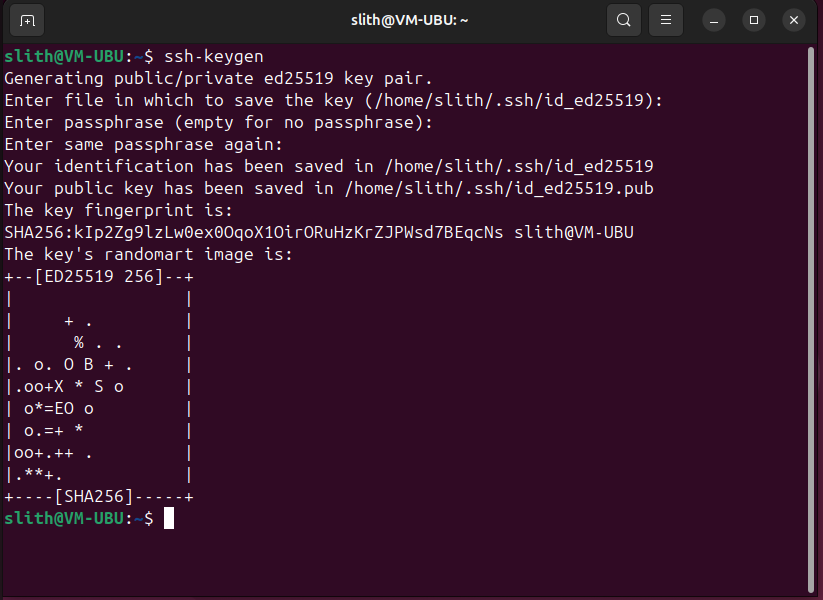 slith@VM-UBU: ~
slith@VM-UBU:~$ ssh-keygen
Generating public/private ed25519 key pair.
Enter file in which to save the key (/home/slith/.ssh/id_ed25519):
Enter passphrase (empty for no passphrase):
Enter same passphrase again:
Your identification has been saved in /home/slith/.ssh/id_ed25519
Your public key has been saved in /home/slith/.ssh/id_ed25519.pub
The key fingerprint is:
SHA256:kIp2Zg9lzLw0ex0OqoX1OirORuHzKrZJPWsd7BEqcNs slith@VM-UBU
The key's randomart image is:
+--[ED25519 256]--+
|                 |
|     + .         |
|      % . .      |
|. o. O B + .     |
|.oo+X * S o      |
| o*=EO o         |
| o.=+ *          |
|oo+.++ .         |
|.**+.            |
+----[SHA256]-----+
slith@VM-UBU:~$